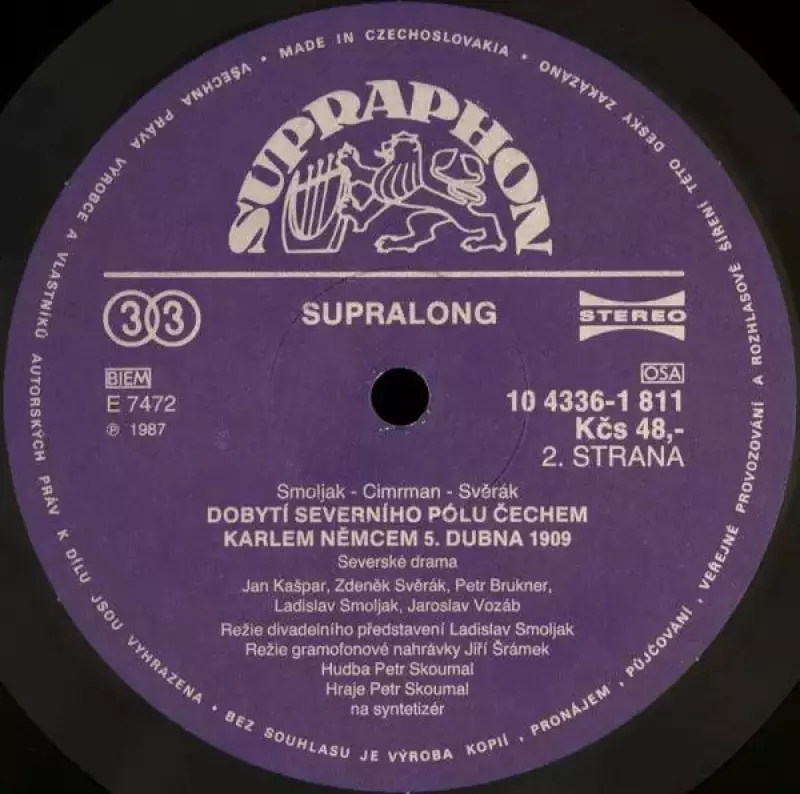 SUPRAPHON
33
SUPRALONG
STEREO
BIEM
E 7472
℗ 1987
OSA
10 4336-1 811
Kčs 48,-
2. STRANA
Smoljak - Cimrman - Svěrák
DOBYTÍ SEVERNÍHO PÓLU ČECHEM
KARLEM NĚMCEM 5. DUBNA 1909
Severské drama
Jan Kašpar, Zdeněk Svěrák, Petr Brukner,
Ladislav Smoljak, Jaroslav Vozáb
Režie divadelního představení Ladislav Smoljak
Režie gramofonové nahrávky Jiří Šrámek
Hudba Petr Skoumal
Hraje Petr Skoumal
na syntetizér
MADE IN CZECHOSLOVAKIA • VŠECHNA PRÁVA VÝROBCE A VLASTNÍKŮ AUTORSKÝCH PRÁV K DÍLU JSOU VYHRAZENA • BEZ SOUHLASU JE VÝROBA KOPIÍ, PRONÁJEM, PŮJČOVÁNÍ, VEŘEJNÉ PROVOZOVÁNÍ A ROZHLASOVÉ ŠÍŘENÍ TÉTO DESKY ZAKÁZÁNO •